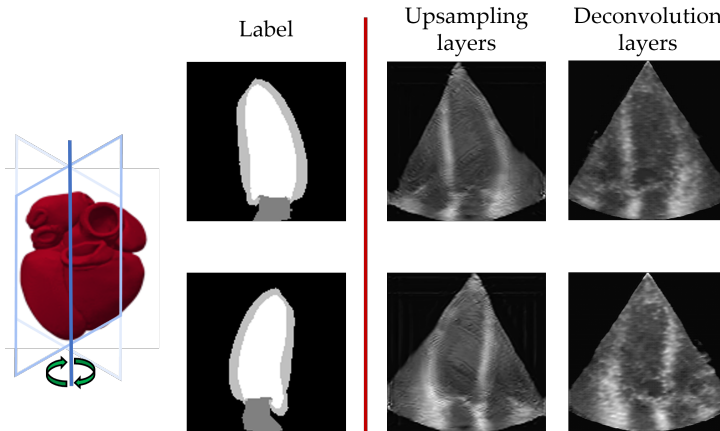 Label
Upsampling
layers
Deconvolution
layers